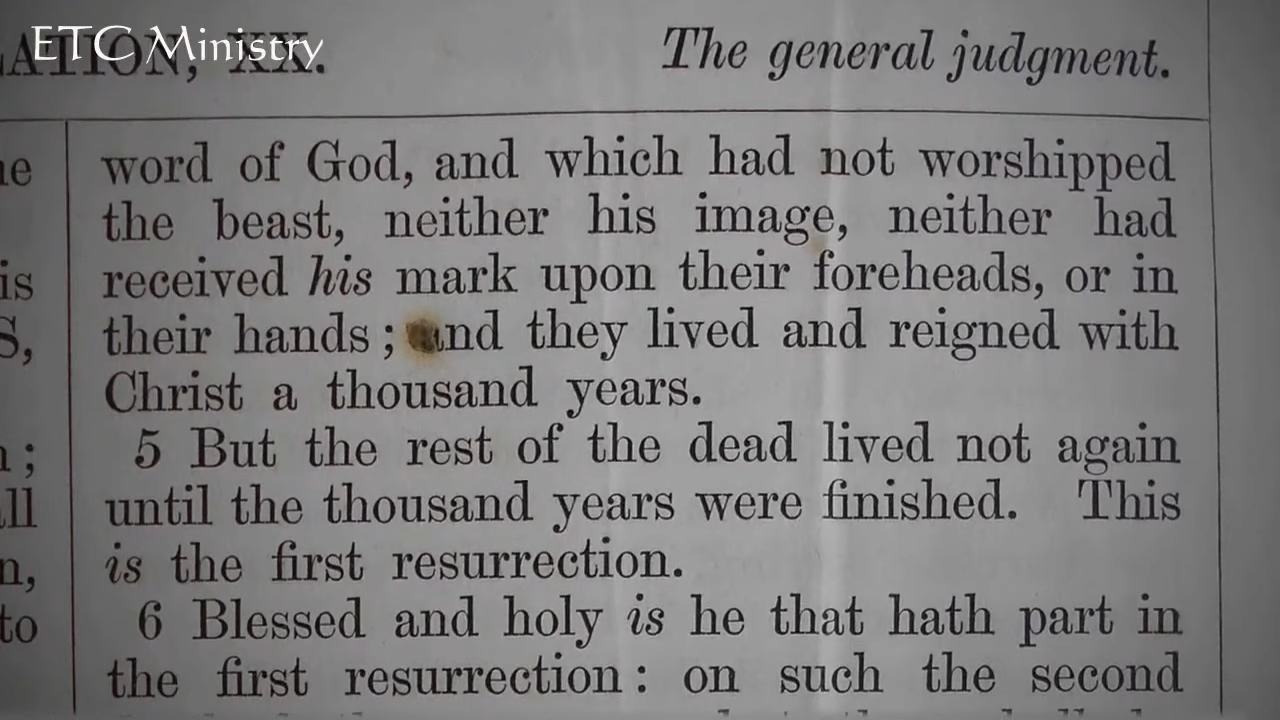 ETC Ministry
ATION, XX.
The general judgment.
word of God, and which had not worshipped
the beast, neither his image, neither had
received his mark upon their foreheads, or in
their hands; and they lived and reigned with
Christ a thousand years.
5 But the rest of the dead lived not again
until the thousand years were finished. This
is the first resurrection.
6 Blessed and holy is he that hath part in
the first resurrection: on such the second
is
S,
n,
to